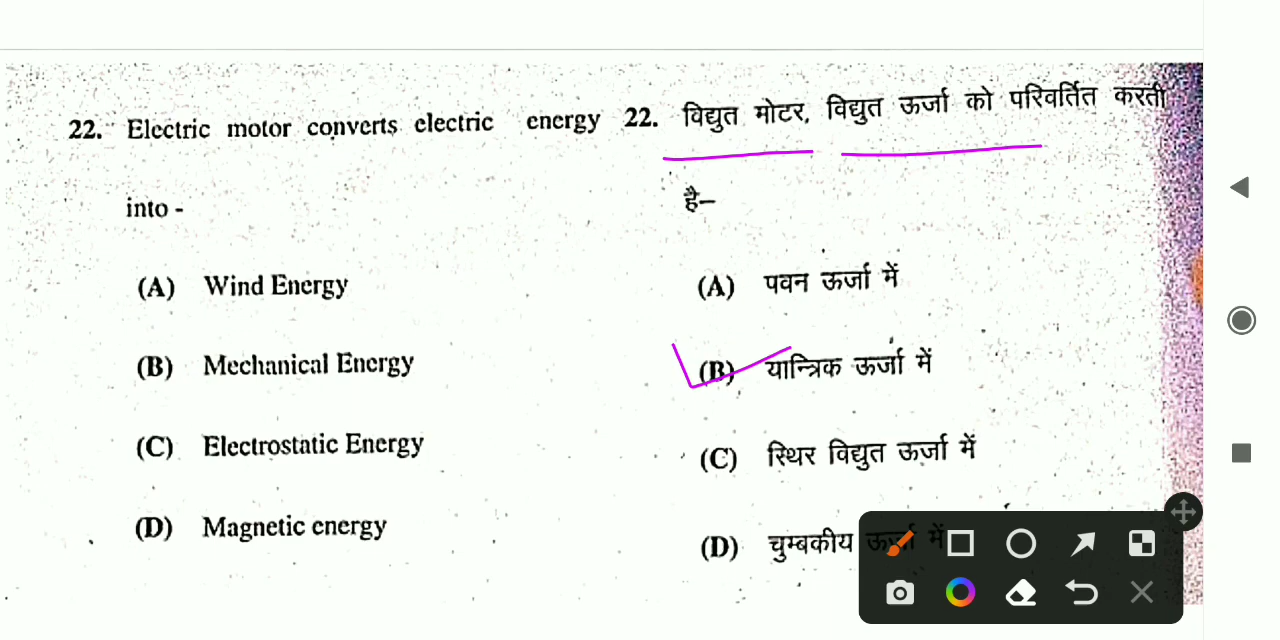 22. Electric motor converts electric energy
into -
(A) Wind Energy
(B) Mechanical Energy
(C) Electrostatic Energy
(D) Magnetic energy
22. विद्युत मोटर, विद्युत ऊर्जा को परिवर्तित करती
है–
(A) पवन ऊर्जा में
(B) यान्त्रिक ऊर्जा में
(C) स्थिर विद्युत ऊर्जा में
(D) चुम्बकीय ऊर्जा में